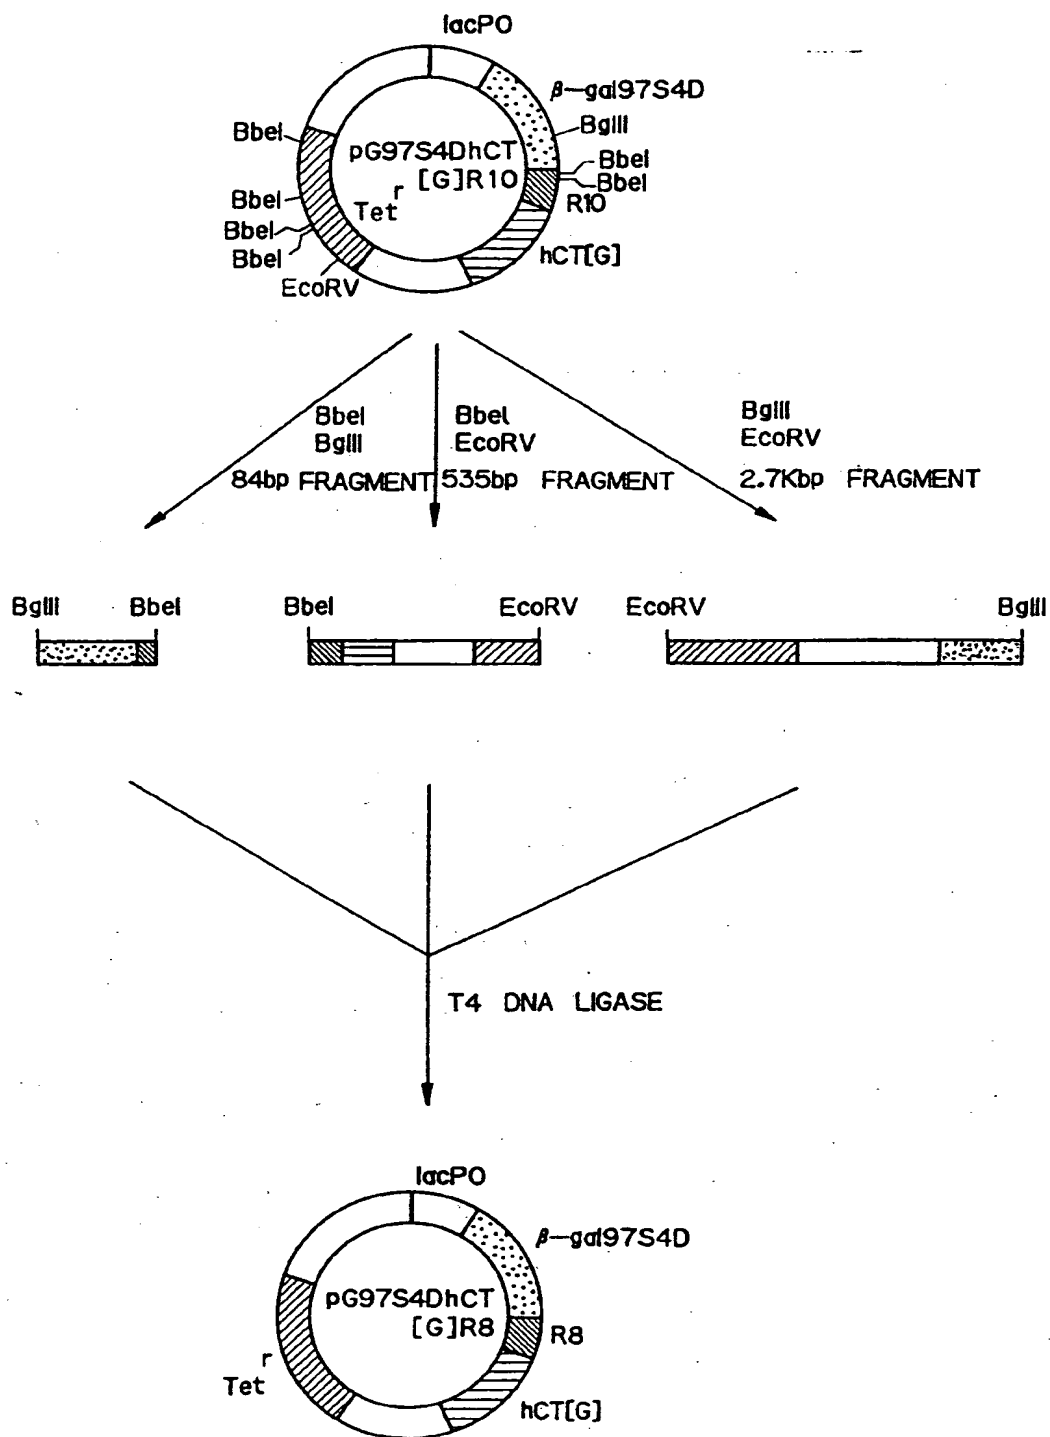 lacPO
β-gal97S4D
BglII
BbeI
BbeI
R10
hCT[G]
BbeI
BbeI
BbeI
BbeI
EcoRV
pG97S4DhCT
[G]R10
Tet r
BbeI
BglII
84bp FRAGMENT
BbeI
EcoRV
535bp FRAGMENT
BglII
EcoRV
2.7Kbp FRAGMENT
BglII BbeI
BbeI EcoRV
EcoRV BglII
T4 DNA LIGASE
lacPO
β-gal97S4D
pG97S4DhCT
[G]R8
R8
Tet r
hCT[G]